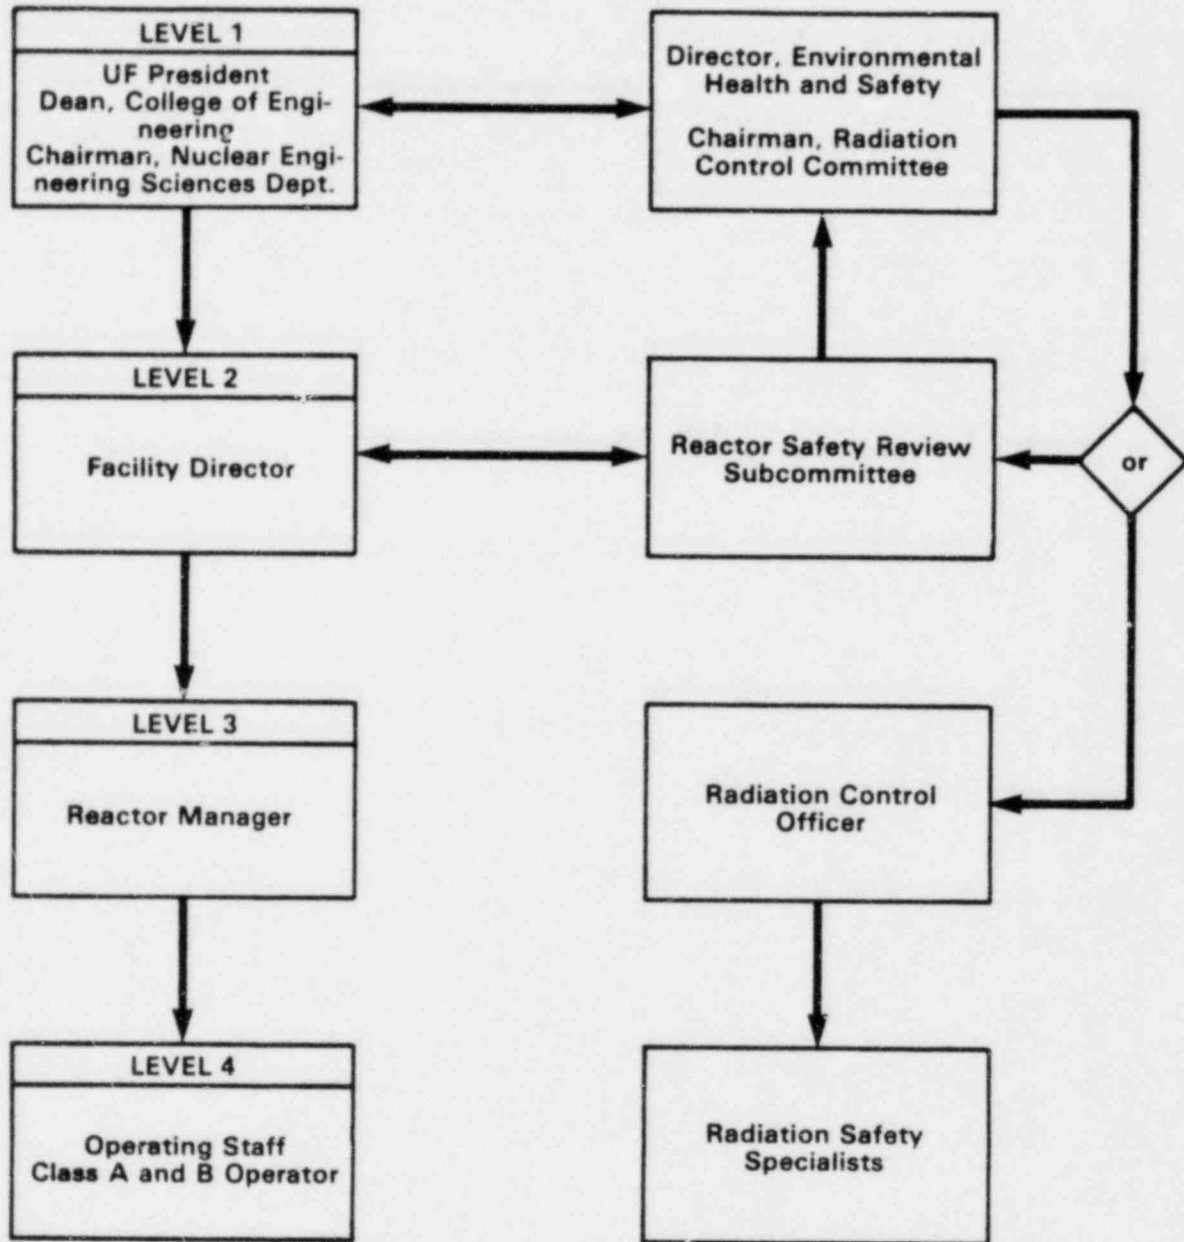 LEVEL 1
UF President
Dean, College of Engi-
neering
Chairman, Nuclear Engi-
neering Sciences Dept.
Director, Environmental
Health and Safety
Chairman, Radiation
Control Committee
LEVEL 2
Facility Director
Reactor Safety Review
Subcommittee
or
LEVEL 3
Reactor Manager
Radiation Control
Officer
LEVEL 4
Operating Staff
Class A and B Operator
Radiation Safety
Specialists